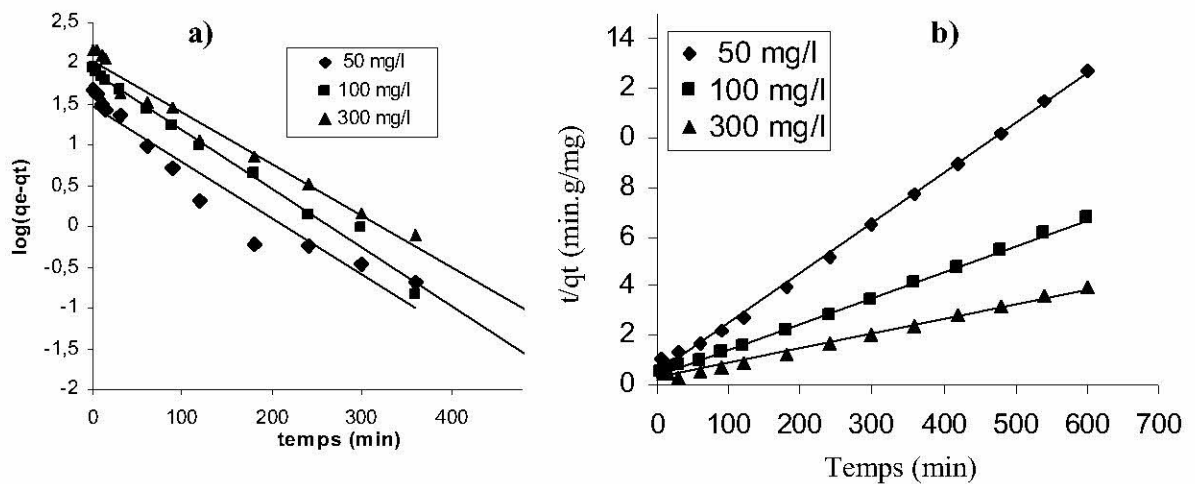 a)
2,5
2
1,5
1
0,5
0
-0,5
-1
-1,5
-2
log(qe-qt)
50 mg/l
100 mg/l
300 mg/l
0 100 200 300 400
temps (min)
b)
14
2
0
8
6
4
2
0
t/qt (min.g/mg)
50 mg/l
100 mg/l
300 mg/l
0 100 200 300 400 500 600 700
Temps (min)